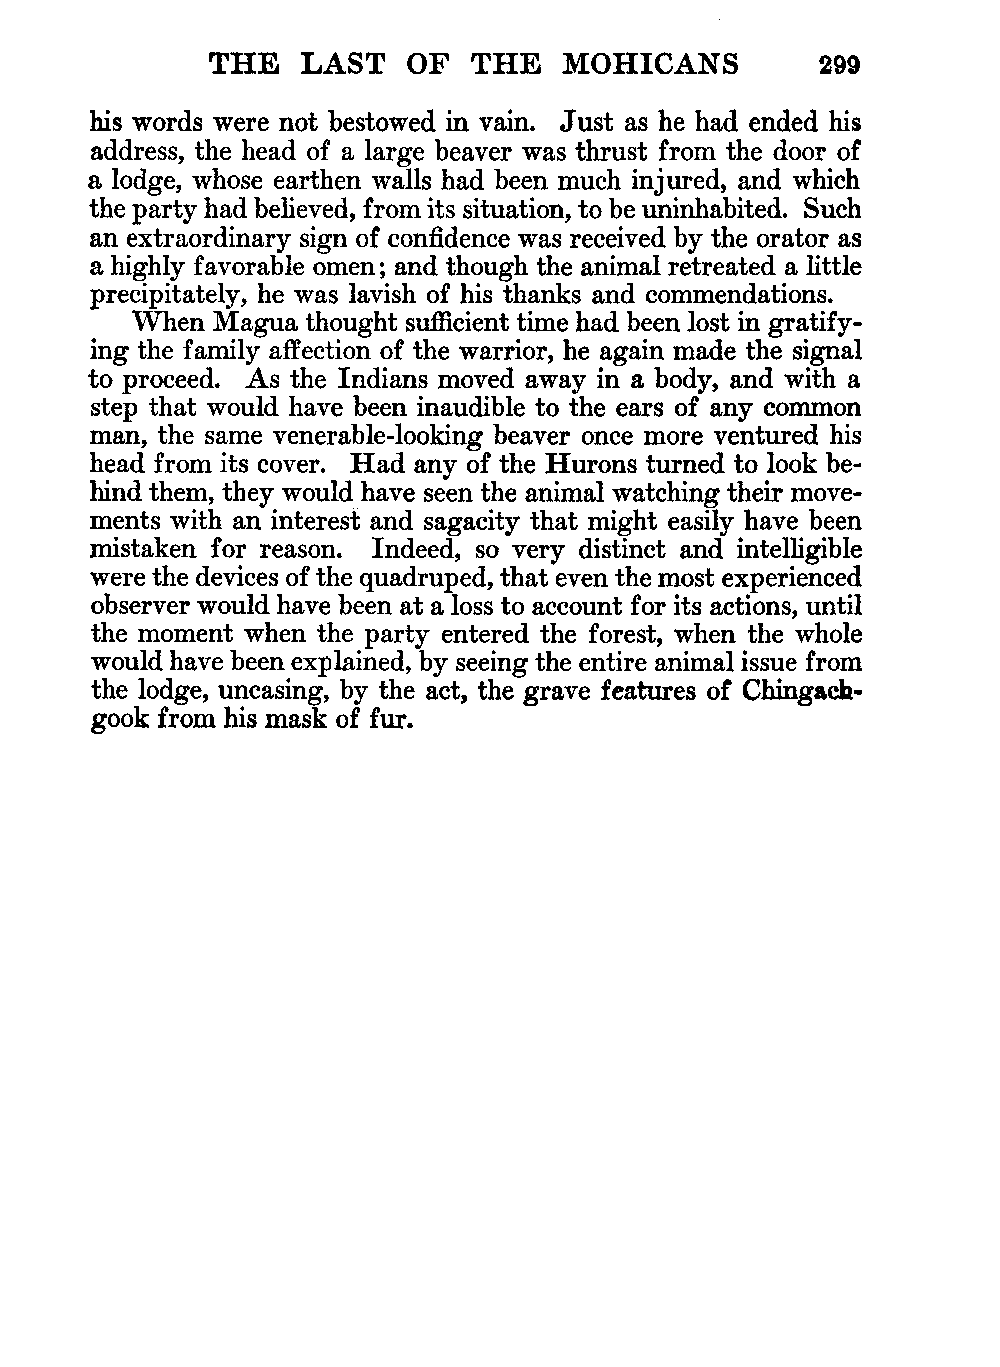 THE LAST OF THE MOHICANS 299
his words were not bestowed in vain. Just as he had ended his
address, the head of a large beaver was thrust from the door of
a lodge, whose earthen walls had been much injured, and which
the party had believed, from its situation, to be uninhabited. Such
an extraordinary sign of confidence was received by the orator as
a highly favorable omen; and though the animal retreated a little
precipitately, he was lavish of his thanks and commendations.
When Magua thought sufficient time had been lost in gratify-
ing the family affection of the warrior, he again made the signal
to proceed. As the Indians moved away in a body, and with a
step that would have been inaudible to the ears of any common
man, the same venerable-looking beaver once more ventured his
head from its cover. Had any of the Hurons turned to look be-
hind them, they would have seen the animal watching their move-
ments with an interest and sagacity that might easily have been
mistaken for reason. Indeed, so very distinct and intelligible
were the devices of the quadruped, that even the most experienced
observer would have been at a loss to account for its actions, until
the moment when the party entered the forest, when the whole
would have been explained, by seeing the entire animal issue from
the lodge, uncasing, by the act, the grave features of Chingach-
gook from his mask of fur.